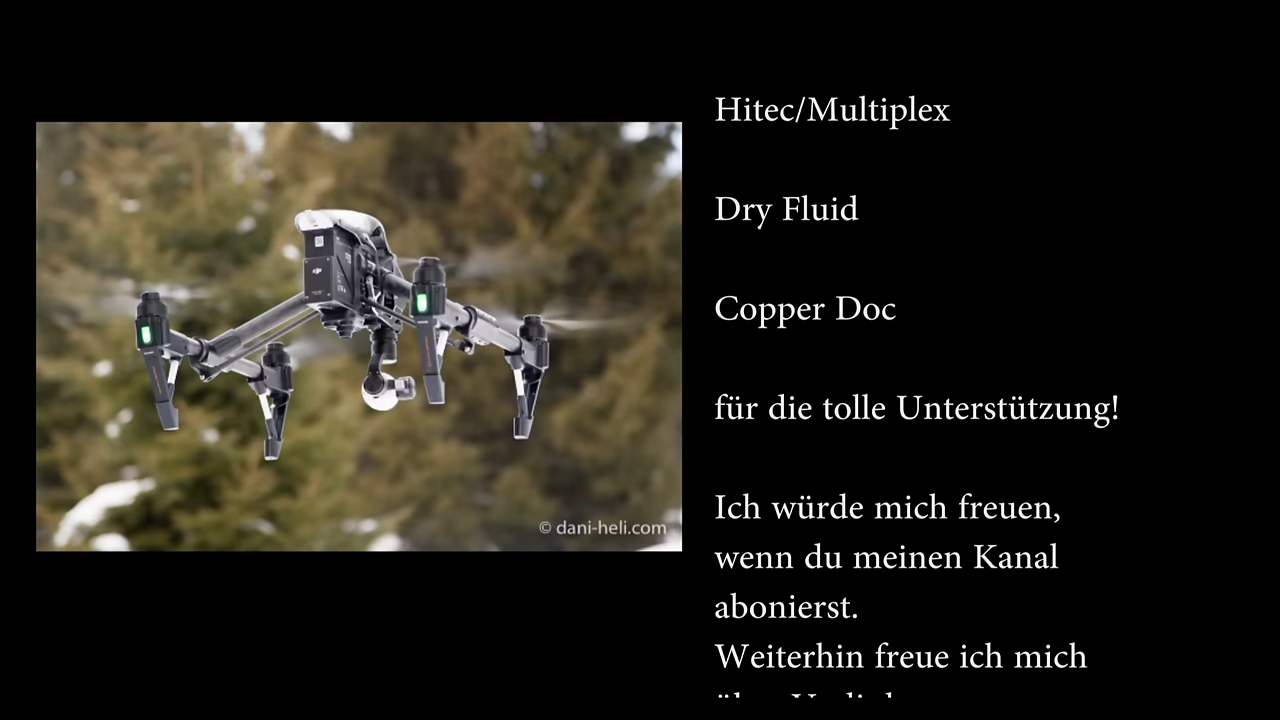 Hitec/Multiplex
Dry Fluid
Copper Doc
für die tolle Unterstützung!
Ich würde mich freuen,
wenn du meinen Kanal
abonierst.
Weiterhin freue ich mich
© dani-heli.com